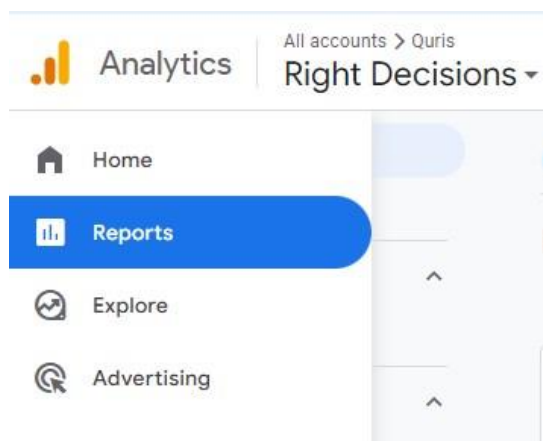 All accounts > Quris
Analytics
Right Decisions
Home
Reports
Explore
Advertising